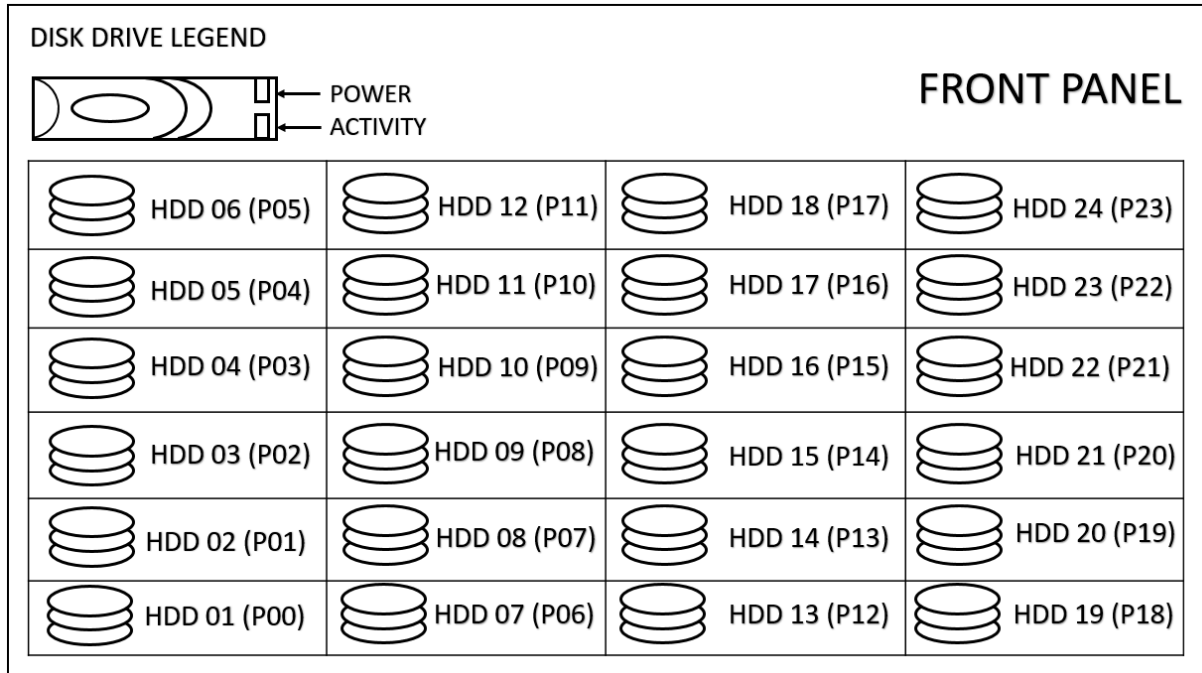 DISK DRIVE LEGEND
FRONT PANEL
POWER
ACTIVITY
HDD 06 (P05) HDD 12 (P11) HDD 18 (P17) HDD 24 (P23)
HDD 05 (P04) HDD 11 (P10) HDD 17 (P16) HDD 23 (P22)
HDD 04 (P03) HDD 10 (P09) HDD 16 (P15) HDD 22 (P21)
HDD 03 (P02) HDD 09 (P08) HDD 15 (P14) HDD 21 (P20)
HDD 02 (P01) HDD 08 (P07) HDD 14 (P13) HDD 20 (P19)
HDD 01 (P00) HDD 07 (P06) HDD 13 (P12) HDD 19 (P18)